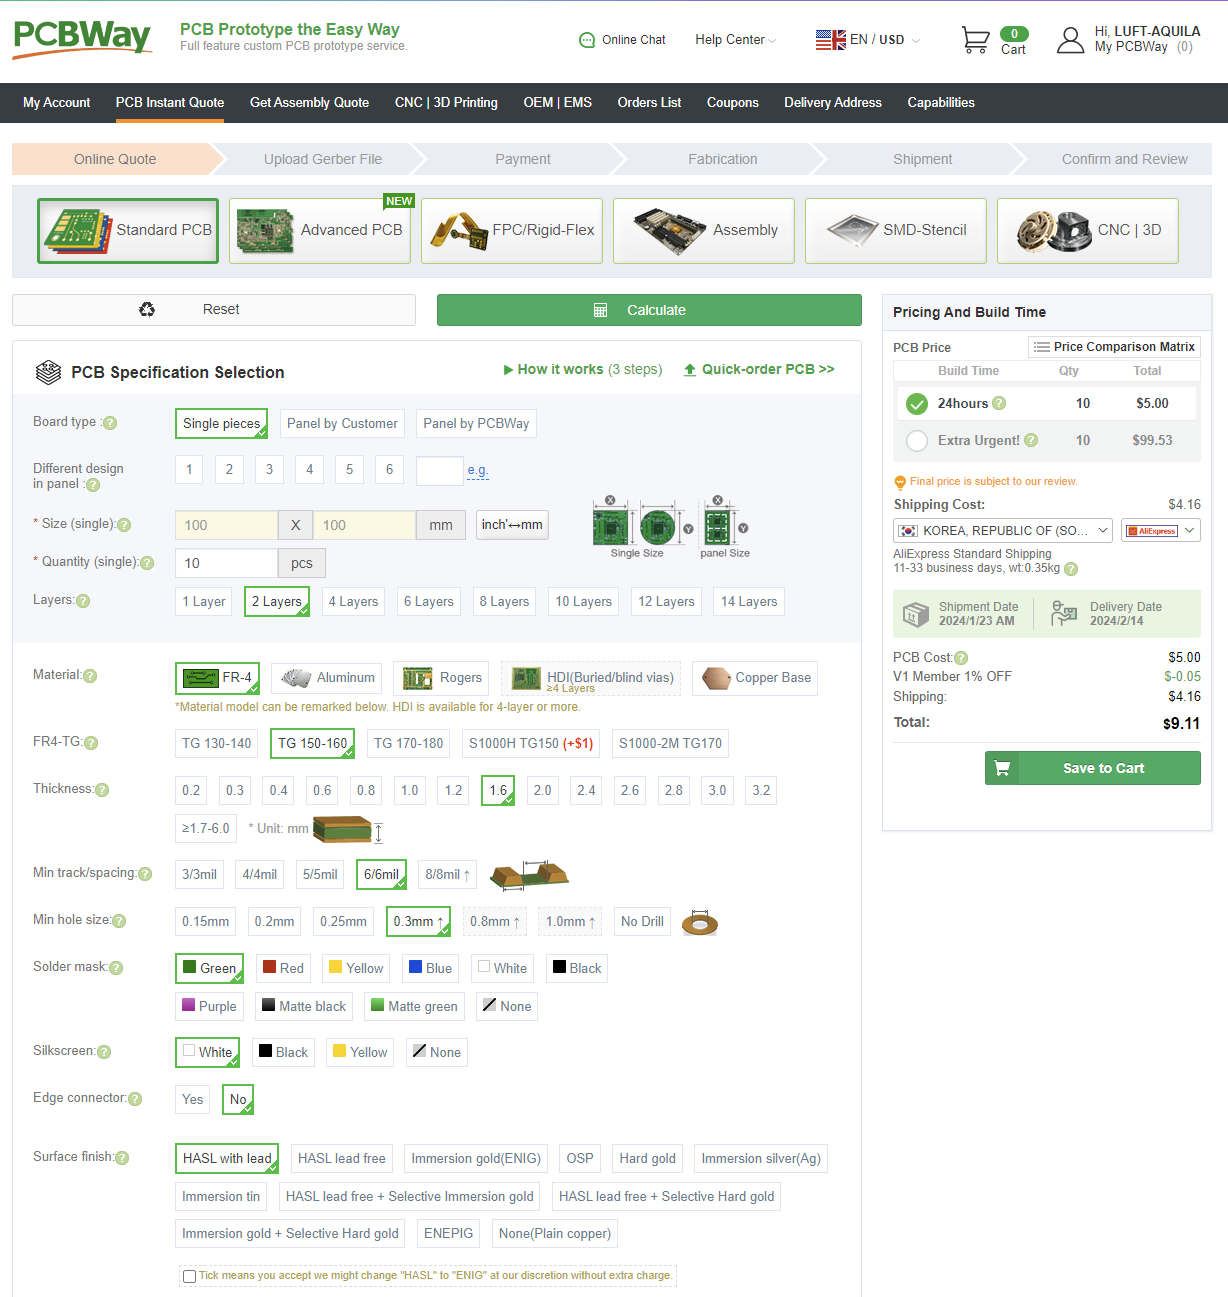 PCBWay
PCB Prototype the Easy Way
Full feature custom PCB prototype service.
Online Chat
Help Center
EN / USD
0
Cart
Hi, LUFT-AQUILA
My PCBWay (0)
My Account
PCB Instant Quote
Get Assembly Quote
CNC | 3D Printing
OEM | EMS
Orders List
Coupons
Delivery Address
Capabilities
Online Quote
Upload Gerber File
Payment
Fabrication
Shipment
Confirm and Review
Standard PCB
NEW
Advanced PCB
FPC/Rigid-Flex
Assembly
SMD-Stencil
CNC | 3D
Reset
Calculate
PCB Specification Selection
How it works (3 steps)
Quick-order PCB >>
Board type :?
Single pieces
Panel by Customer
Panel by PCBWay
Different design
in panel :?
1 2 3 4 5 6
e.g.
* Size (single):?
100 X 100 mm
inch'↔mm
X
Y
Single Size
X
Y
panel Size
* Quantity (single):?
10 pcs
Layers:?
1 Layer 2 Layers 4 Layers 6 Layers 8 Layers 10 Layers 12 Layers 14 Layers
Material:?
FR-4 Aluminum Rogers HDI(Buried/blind vias) Copper Base
≥4 Layers
*Material model can be remarked below. HDI is available for 4-layer or more.
FR4-TG:?
TG 130-140 TG 150-160 TG 170-180 S1000H TG150 (+$1) S1000-2M TG170
Thickness:?
0.2 0.3 0.4 0.6 0.8 1.0 1.2 1.6 2.0 2.4 2.6 2.8 3.0 3.2
≥1.7-6.0 * Unit: mm
Min track/spacing:?
3/3mil 4/4mil 5/5mil 6/6mil 8/8mil ↑
Min hole size:?
0.15mm 0.2mm 0.25mm 0.3mm ↑ 0.8mm ↑ 1.0mm ↑ No Drill
Solder mask:?
Green Red Yellow Blue White Black
Purple Matte black Matte green None
Silkscreen:?
White Black Yellow None
Edge connector:?
Yes No
Surface finish:?
HASL with lead HASL lead free Immersion gold(ENIG) OSP Hard gold Immersion silver(Ag)
Immersion tin HASL lead free + Selective Immersion gold HASL lead free + Selective Hard gold
Immersion gold + Selective Hard gold ENEPIG None(Plain copper)
Tick means you accept we might change "HASL" to "ENIG" at our discretion without extra charge.
Pricing And Build Time
PCB Price
Price Comparison Matrix
Build Time Qty Total
24hours ? 10 $5.00
Extra Urgent! ? 10 $99.53
Final price is subject to our review.
Shipping Cost: $4.16
KOREA, REPUBLIC OF (SO...
AliExpress
AliExpress Standard Shipping
11-33 business days, wt:0.35kg ?
Shipment Date
2024/1/23 AM
Delivery Date
2024/2/14
PCB Cost:? $5.00
V1 Member 1% OFF $-0.05
Shipping: $4.16
Total: $9.11
Save to Cart